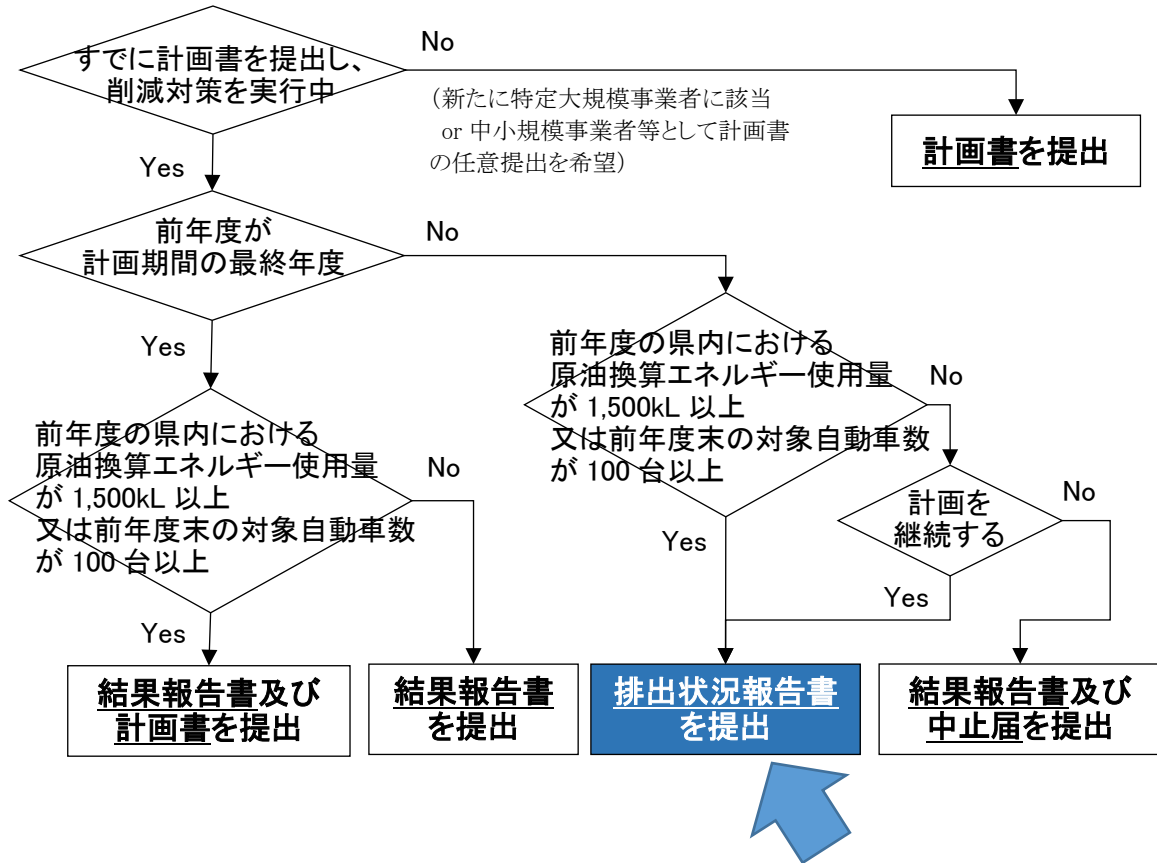 すでに計画書を提出し、
削減対策を実行中
No
（新たに特定大規模事業者に該当
or 中小規模事業者等として計画書
の任意提出を希望）
計画書を提出
Yes
前年度が
計画期間の最終年度
No
Yes
前年度の県内における
原油換算エネルギー使用量
が 1,500kL 以上
又は前年度末の対象自動車数
が 100 台以上
No
Yes
前年度の県内における
原油換算エネルギー使用量
が 1,500kL 以上
又は前年度末の対象自動車数
が 100 台以上
No
Yes
計画を
継続する
No
Yes
結果報告書及び
計画書を提出
結果報告書
を提出
排出状況報告書
を提出
結果報告書及び
中止届を提出